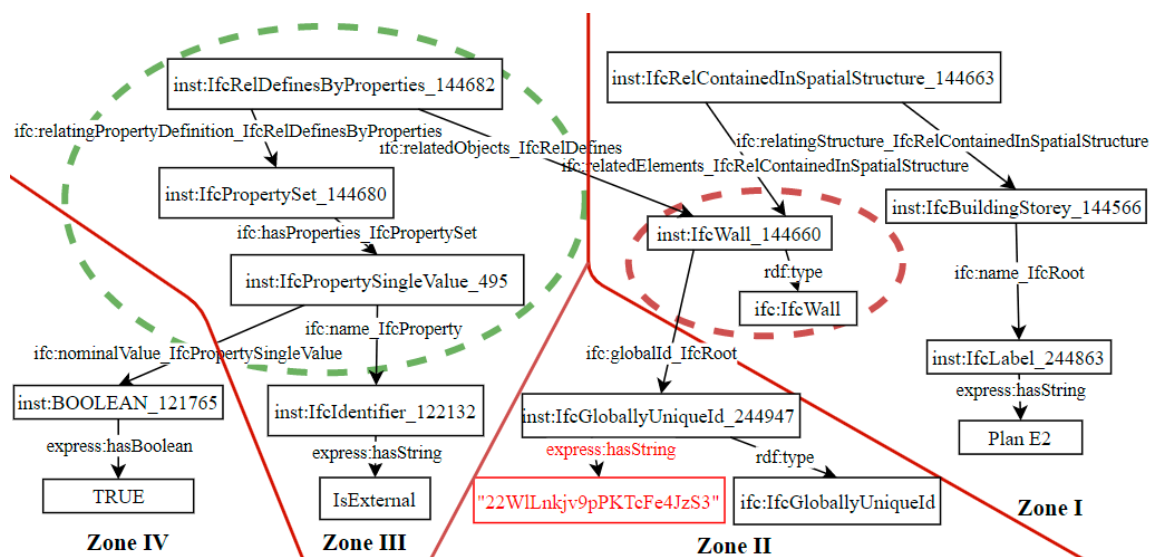 inst:IfcRelDefinesByProperties_144682
inst:IfcRelContainedInSpatialStructure_144663
ifc:relatingPropertyDefinition_IfcRelDefinesByProperties
ifc:relatedObjects_IfcRelDefines
ifc:relatingStructure_IfcRelContainedInSpatialStructure
ifc:relatedElements_IfcRelContainedInSpatialStructure
inst:IfcPropertySet_144680
inst:IfcBuildingStorey_144566
inst:IfcWall_144660
ifc:hasProperties_IfcPropertySet
rdf:type
ifc:name_IfcRoot
inst:IfcPropertySingleValue_495
ifc:IfcWall
ifc:name_IfcProperty
ifc:nominalValue_IfcPropertySingleValue
ifc:globalId_IfcRoot
inst:IfcLabel_244863
express:hasString
inst:BOOLEAN_121765
inst:IfcIdentifier_122132
inst:IfcGloballyUniqueId_244947
Plan E2
express:hasBoolean
express:hasString
express:hasString
rdf:type
TRUE
IsExternal
"22WlLnkjv9pPKTcFe4JzS3"
ifc:IfcGloballyUniqueId
Zone I
Zone IV
Zone III
Zone II